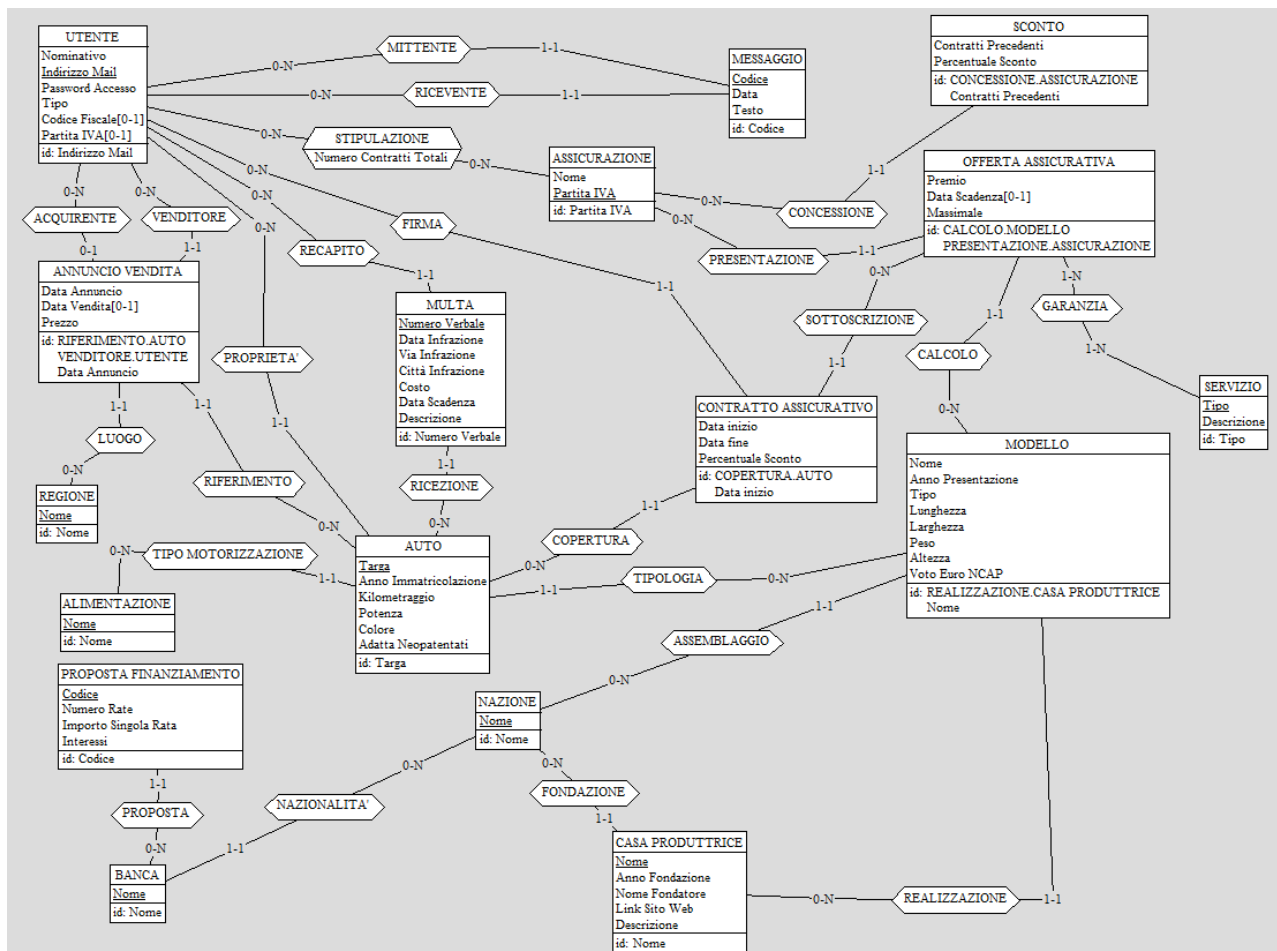 UTENTE
Nominativo
Indirizzo Mail
Password Accesso
Tipo
Codice Fiscale[0-1]
Partita IVA[0-1]
id: Indirizzo Mail
MITTENTE
0-N
1-1
RICEVENTE
0-N
1-1
MESSAGGIO
Codice
Data
Testo
id: Codice
SCONTO
Contratti Precedenti
Percentuale Sconto
id: CONCESSIONE.ASSICURAZIONE
Contratti Precedenti
0-N
STIPULAZIONE
Numero Contratti Totali
0-N
ASSICURAZIONE
Nome
Partita IVA
id: Partita IVA
0-N
CONCESSIONE
1-1
0-N
PRESENTAZIONE
1-1
OFFERTA ASSICURATIVA
Premio
Data Scadenza[0-1]
Massimale
id: CALCOLO.MODELLO
PRESENTAZIONE.ASSICURAZIONE
0-N
ACQUIRENTE
0-1
0-N
VENDITORE
1-1
0-N
PROPRIETA'
1-1
0-N
RECAPITO
1-1
0-N
FIRMA
1-1
0-N
SOTTOSCRIZIONE
1-1
1-1
CALCOLO
0-N
1-N
GARANZIA
1-N
SERVIZIO
Tipo
Descrizione
id: Tipo
ANNUNCIO VENDITA
Data Annuncio
Data Vendita[0-1]
Prezzo
id: RIFERIMENTO.AUTO
VENDITORE.UTENTE
Data Annuncio
MULTA
Numero Verbale
Data Infrazione
Via Infrazione
Città Infrazione
Costo
Data Scadenza
Descrizione
id: Numero Verbale
CONTRATTO ASSICURATIVO
Data inizio
Data fine
Percentuale Sconto
id: COPERTURA.AUTO
Data inizio
MODELLO
Nome
Anno Presentazione
Tipo
Lunghezza
Larghezza
Peso
Altezza
Voto Euro NCAP
id: REALIZZAZIONE.CASA PRODUTTRICE
Nome
1-1
LUOGO
0-N
REGIONE
Nome
id: Nome
1-1
RIFERIMENTO
0-N
1-1
RICEZIONE
0-N
1-1
COPERTURA
0-N
0-N
TIPO MOTORIZZAZIONE
1-1
AUTO
Targa
Anno Immatricolazione
Kilometraggio
Potenza
Colore
Adatta Neopatentati
id: Targa
1-1
TIPOLOGIA
0-N
ALIMENTAZIONE
Nome
id: Nome
1-1
ASSEMBLAGGIO
0-N
PROPOSTA FINANZIAMENTO
Codice
Numero Rate
Importo Singola Rata
Interessi
id: Codice
NAZIONE
Nome
id: Nome
1-1
PROPOSTA
0-N
0-N
NAZIONALITA'
1-1
0-N
FONDAZIONE
1-1
BANCA
Nome
id: Nome
CASA PRODUTTRICE
Nome
Anno Fondazione
Nome Fondatore
Link Sito Web
Descrizione
id: Nome
0-N
REALIZZAZIONE
1-1